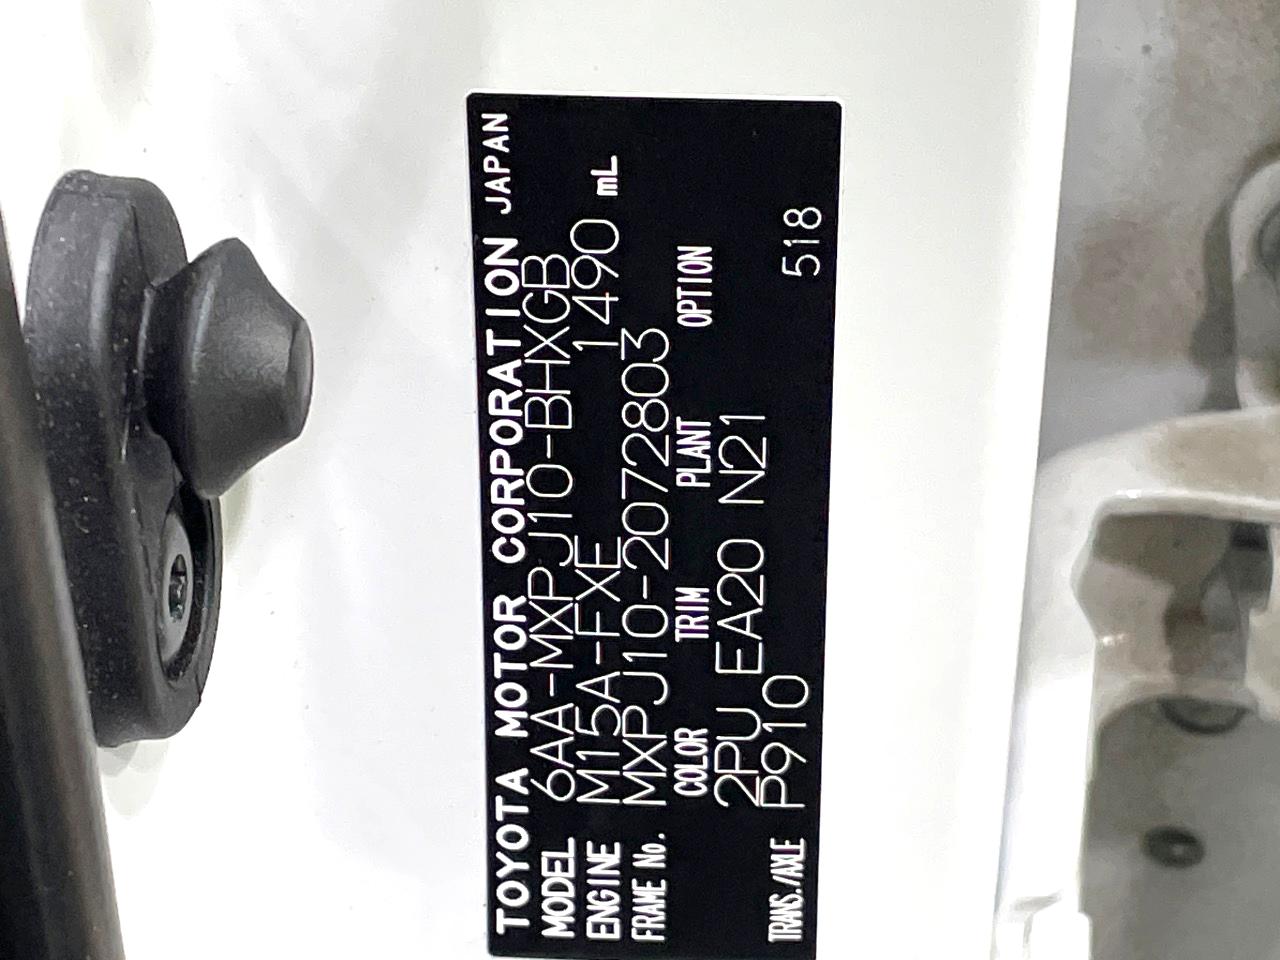 TOYOTA MOTOR CORPORATION JAPAN
MODEL 6AA-MXPJ10-BHXGB
ENGINE M15A-FXE 1490 mL
FRAME No. MXPJ10-2072803
COLOR TRIM PLANT OPTION
2PU EA20 N21
TRANS./AXLE P910 518